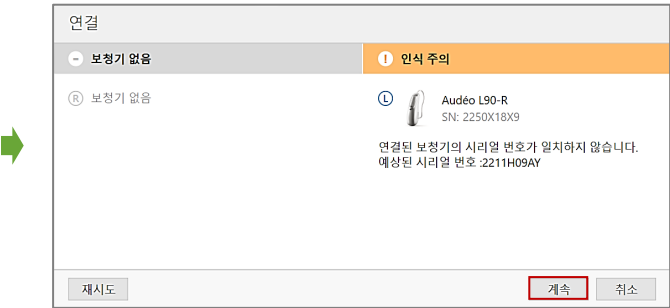 연결
보청기 없음
! 인식 주의
R 보청기 없음
L Audéo L90-R
SN: 2250X18X9
연결된 보청기의 시리얼 번호가 일치하지 않습니다.
예상된 시리얼 번호 :2211H09AY
재시도 계속 취소